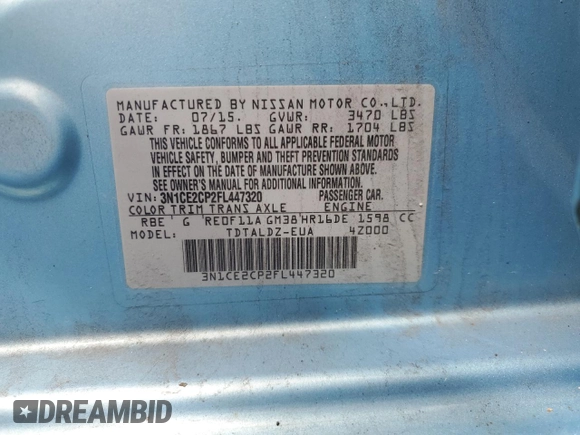 MANUFACTURED BY NISSAN MOTOR CO.,LTD.
DATE: 07/15. GVWR: 3470 LBS
GAWR FR: 1867 LBS GAWR RR: 1704 LBS
THIS VEHICLE CONFORMS TO ALL APPLICABLE FEDERAL MOTOR
VEHICLE SAFETY, BUMPER AND THEFT PREVENTION STANDARDS
IN EFFECT ON THE DATE OF MANUFACTURE SHOWN ABOVE.
SEE OWNER'S MANUAL FOR ADDITIONAL INFORMATION
VIN: 3N1CE2CP2FL447320 PASSENGER CAR.
COLOR TRIM TRANS AXLE ENGINE
RBE G RE0F11A GM38 HR16DE 1598 CC
MODEL: TDTALDZ-EUA 4Z000
3N1CE2CP2FL447320
DREAMBID